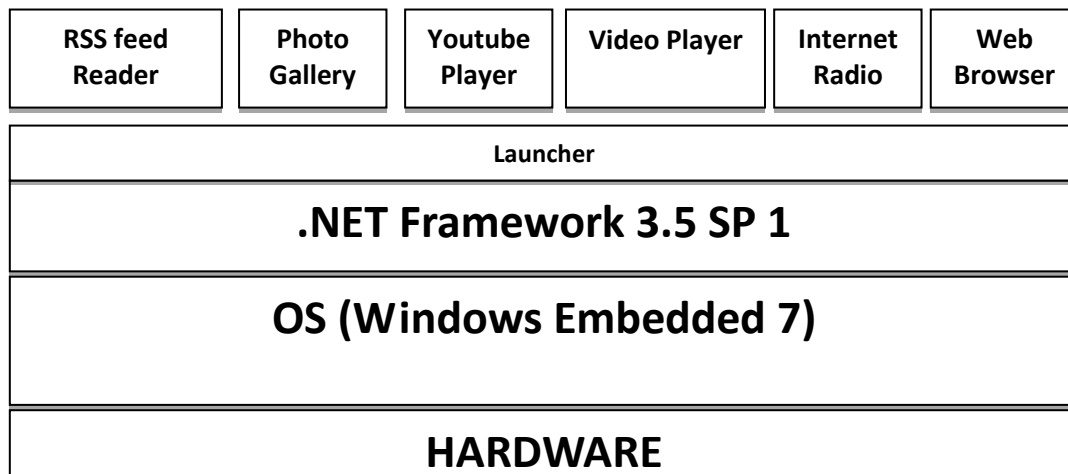 RSS feed
Reader
Photo
Gallery
Youtube
Player
Video Player
Internet
Radio
Web
Browser
Launcher
.NET Framework 3.5 SP 1
OS (Windows Embedded 7)
HARDWARE